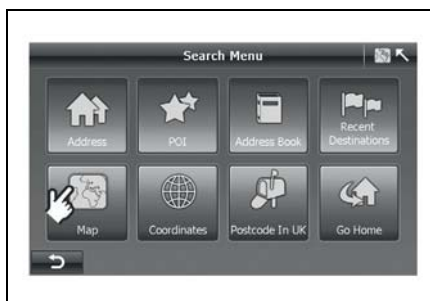 Search Menu
Address
POI
Address Book
Recent
Destinations
Map
Coordinates
Postcode In UK
Go Home